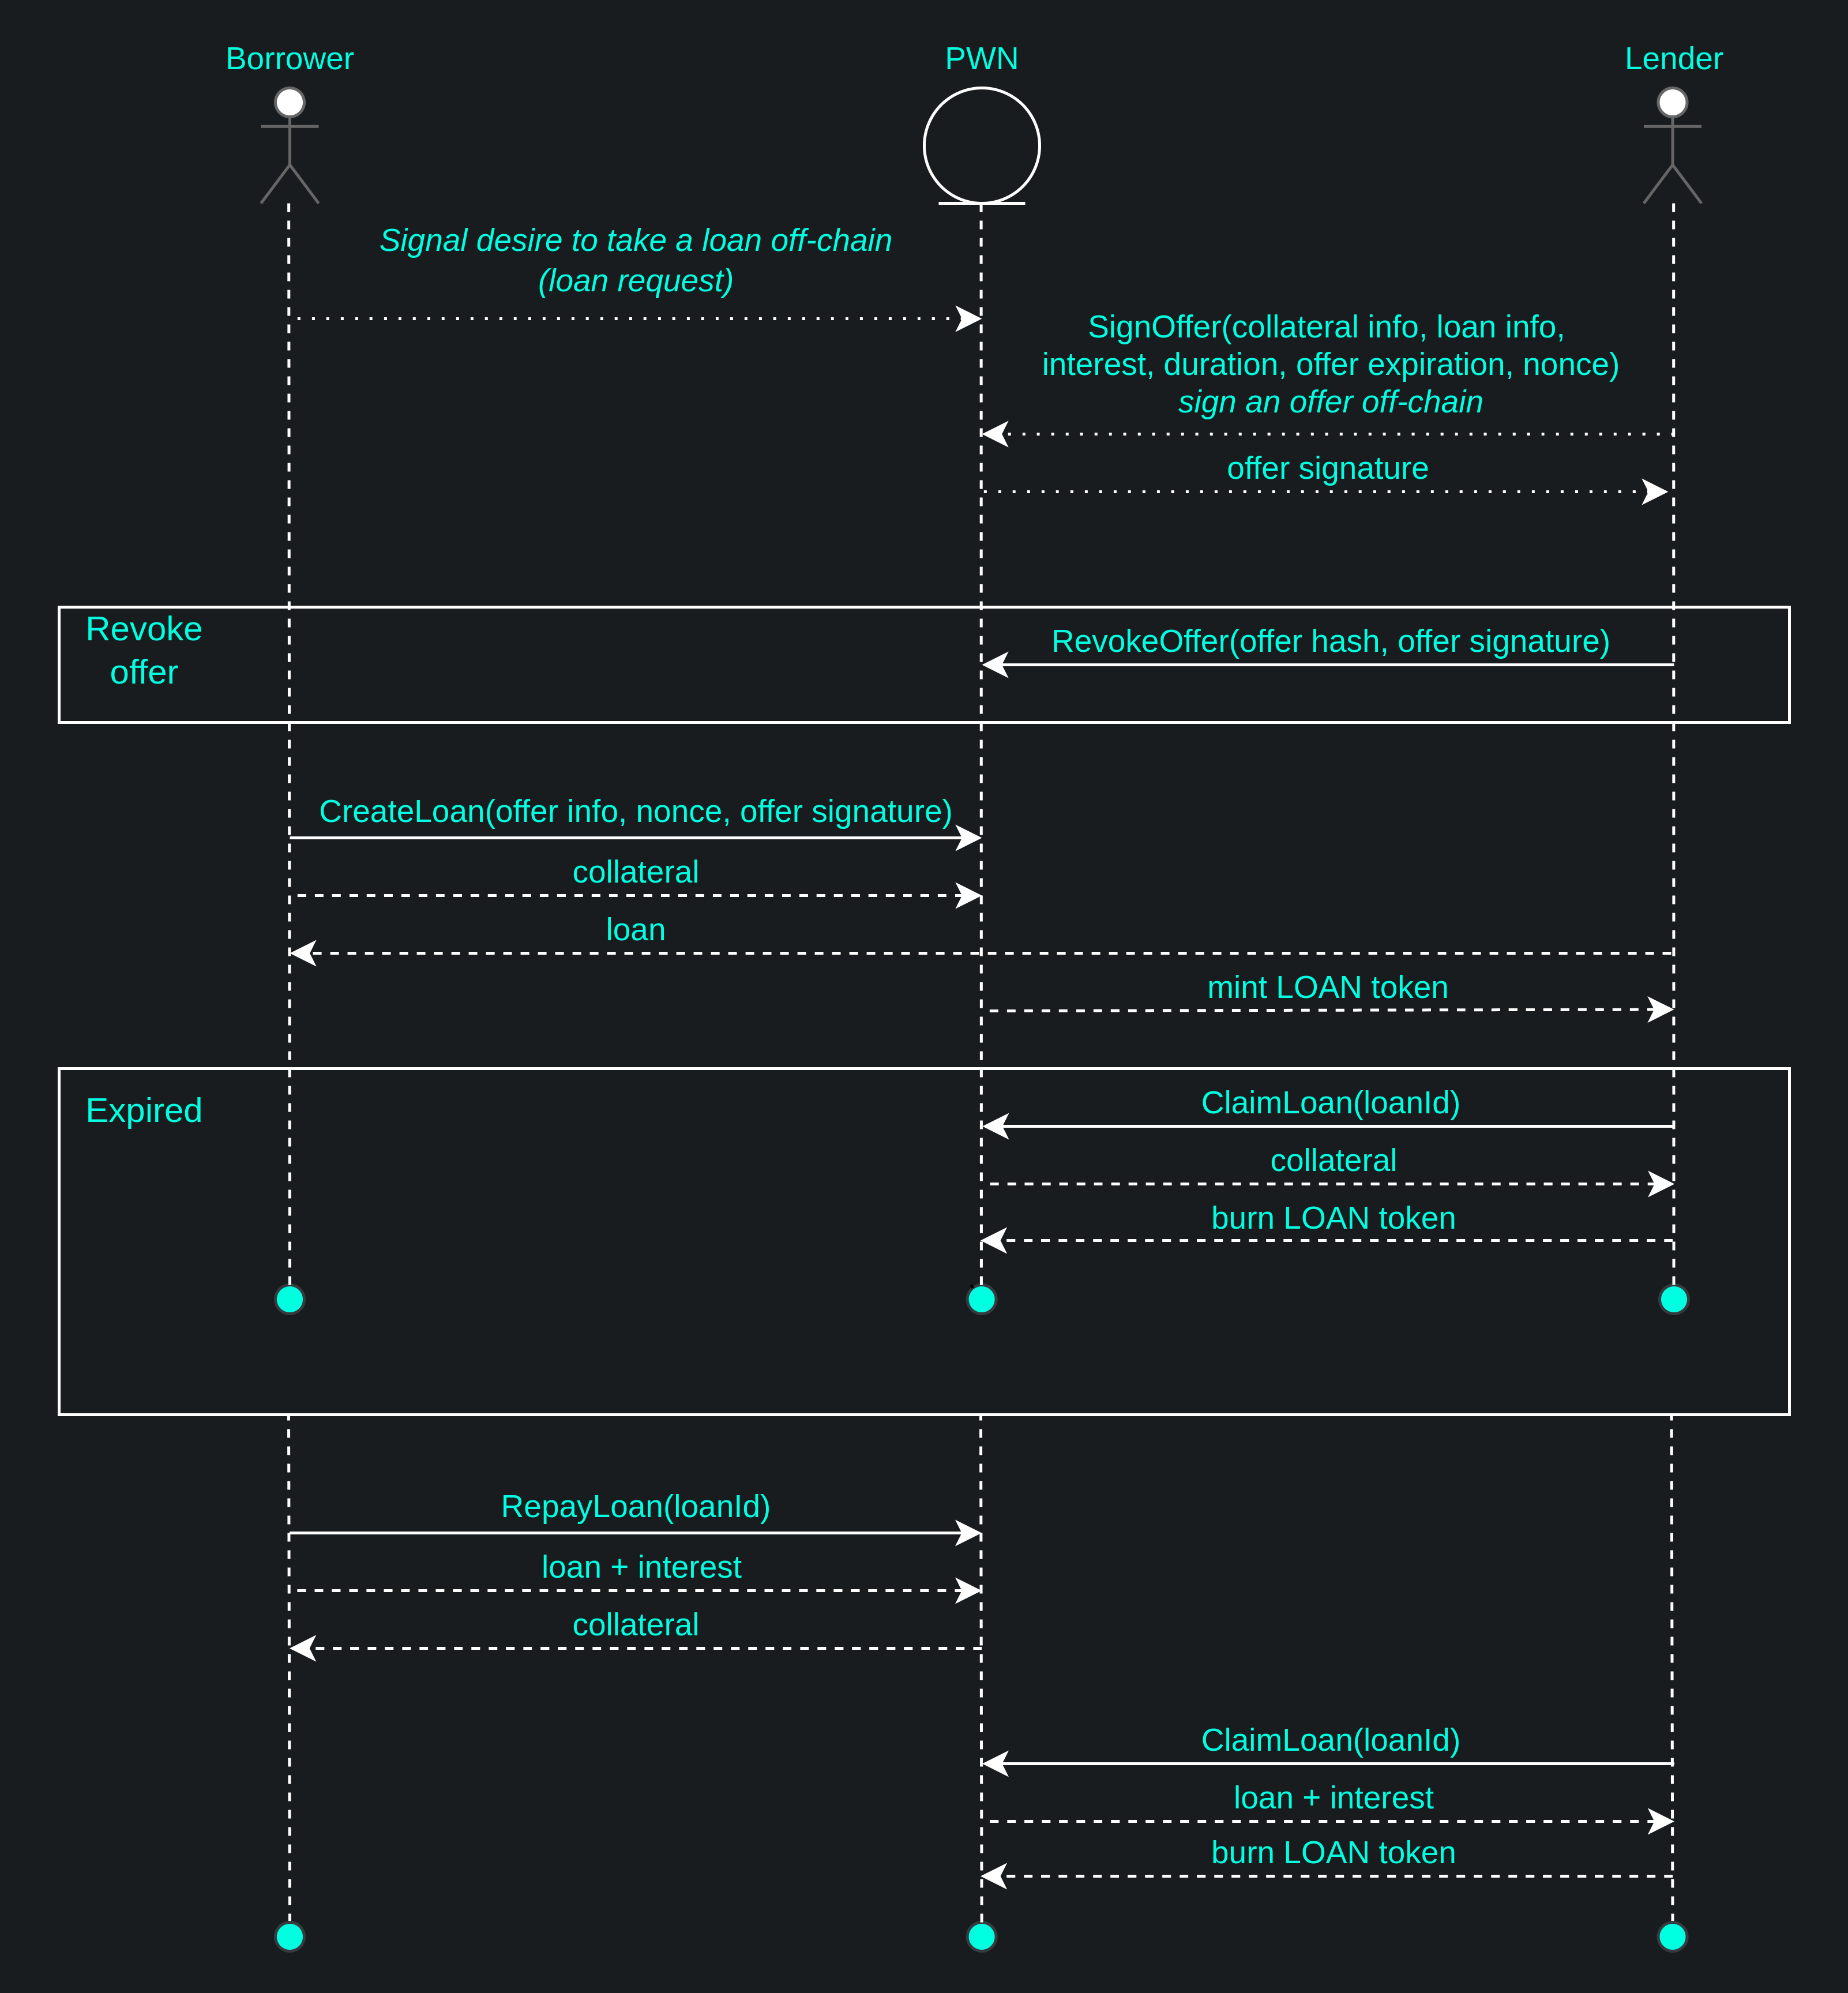 Borrower
PWN
Lender
Signal desire to take a loan off-chain
(loan request)
SignOffer(collateral info, loan info,
interest, duration, offer expiration, nonce)
sign an offer off-chain
offer signature
Revoke
offer
RevokeOffer(offer hash, offer signature)
CreateLoan(offer info, nonce, offer signature)
collateral
loan
mint LOAN token
Expired
ClaimLoan(loanId)
collateral
burn LOAN token
RepayLoan(loanId)
loan + interest
collateral
ClaimLoan(loanId)
loan + interest
burn LOAN token